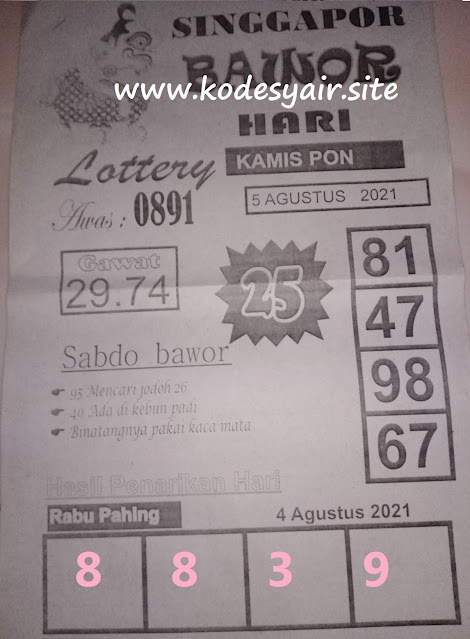 SINGGAPOR
BAWOR
www.kodesyair.site
HARI
Lottery
KAMIS PON
Awas : 0891
5 AGUSTUS 2021
Gawat
29.74
25
81
47
98
67
Sabdo bawor
☛ 95 Mencari jodoh 26
☛ 40 Ada di kebun padi
☛ Binatangnya pakai kaca mata
Hasil Penarikan Hari
Rabu Pahing
4 Agustus 2021
8 8 3 9